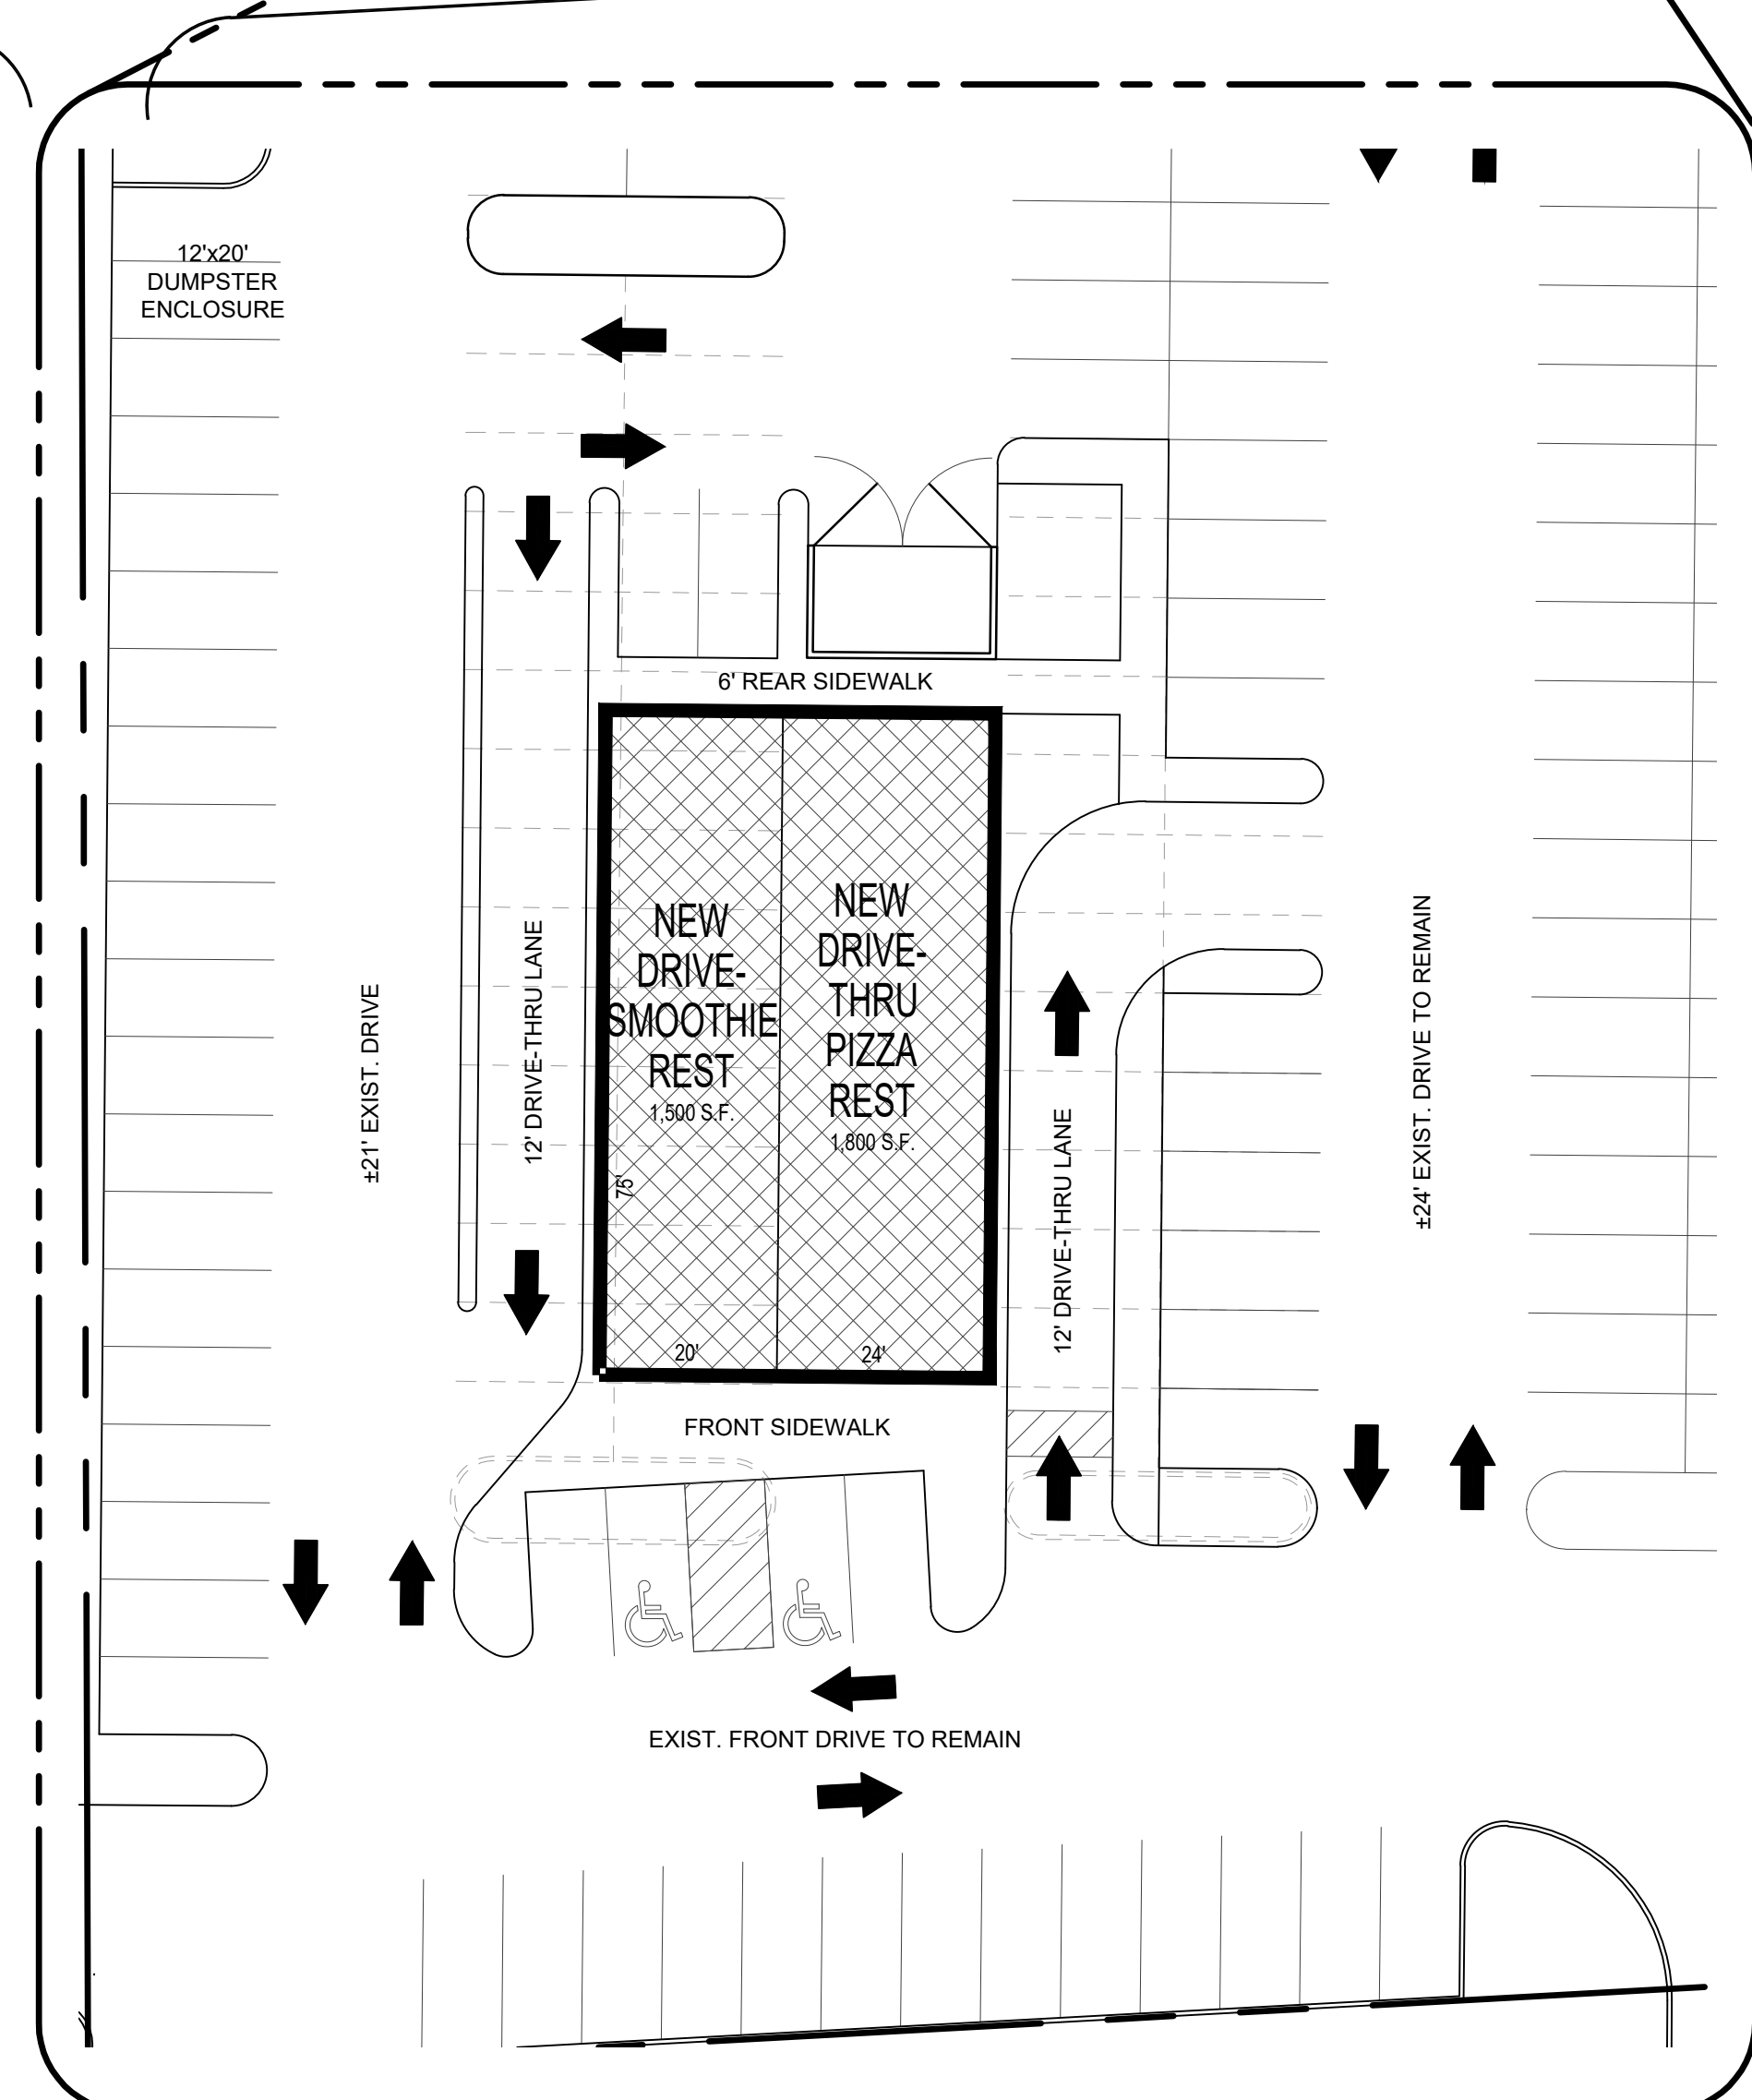 12'x20'
DUMPSTER
ENCLOSURE
6' REAR SIDEWALK
NEW
DRIVE-
SMOOTHIE
REST
1,500 S.F.
NEW
DRIVE-
THRU
PIZZA
REST
1,800 S.F.
±21' EXIST. DRIVE
12' DRIVE-THRU LANE
75'
12' DRIVE-THRU LANE
±24' EXIST. DRIVE TO REMAIN
20'
24'
FRONT SIDEWALK
EXIST. FRONT DRIVE TO REMAIN